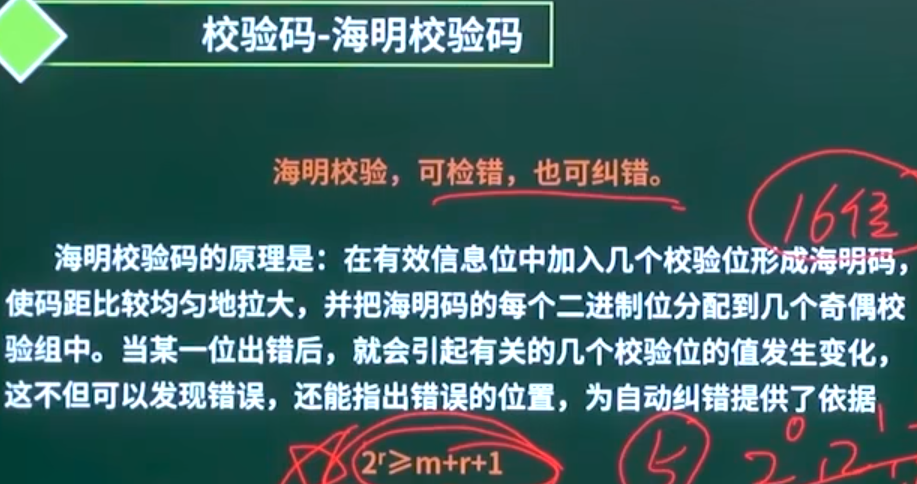 校验码-海明校验码
海明校验，可检错，也可纠错。
16位
海明校验码的原理是：在有效信息位中加入几个校验位形成海明码，
使码距比较均匀地拉大，并把海明码的每个二进制位分配到几个奇偶校
验组中。当某一位出错后，就会引起有关的几个校验位的值发生变化，
这不但可以发现错误，还能指出错误的位置，为自动纠错提供了依据
2ʳ≥m+r+1
5
2⁰ 2¹